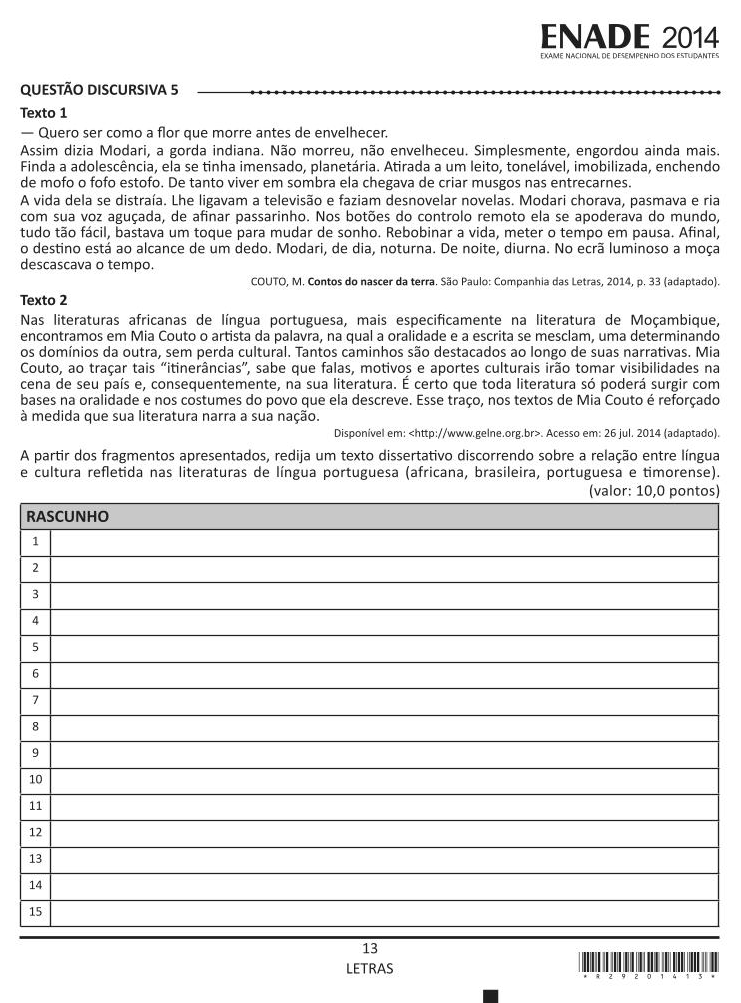 ENADE 2014
EXAME NACIONAL DE DESEMPENHO DOS ESTUDANTES
QUESTÃO DISCURSIVA 5
Texto 1
— Quero ser como a flor que morre antes de envelhecer.
Assim dizia Modari, a gorda indiana. Não morreu, não envelheceu. Simplesmente, engordou ainda mais.
Finda a adolescência, ela se tinha imensado, planetária. Atirada a um leito, tonelável, imobilizada, enchendo
de mofo o fofo estofo. De tanto viver em sombra ela chegava de criar musgos nas entrecarnes.
A vida dela se distraía. Lhe ligavam a televisão e faziam desnovelar novelas. Modari chorava, pasmava e ria
com sua voz aguçada, de afinar passarinho. Nos botões do controlo remoto ela se apoderava do mundo,
tudo tão fácil, bastava um toque para mudar de sonho. Rebobinar a vida, meter o tempo em pausa. Afinal,
o destino está ao alcance de um dedo. Modari, de dia, noturna. De noite, diurna. No ecrã luminoso a moça
descascava o tempo.
COUTO, M. Contos do nascer da terra. São Paulo: Companhia das Letras, 2014, p. 33 (adaptado).
Texto 2
Nas literaturas africanas de língua portuguesa, mais especificamente na literatura de Moçambique,
encontramos em Mia Couto o artista da palavra, na qual a oralidade e a escrita se mesclam, uma determinando
os domínios da outra, sem perda cultural. Tantos caminhos são destacados ao longo de suas narrativas. Mia
Couto, ao traçar tais “itinerâncias”, sabe que falas, motivos e aportes culturais irão tomar visibilidades na
cena de seu país e, consequentemente, na sua literatura. É certo que toda literatura só poderá surgir com
bases na oralidade e nos costumes do povo que ela descreve. Esse traço, nos textos de Mia Couto é reforçado
à medida que sua literatura narra a sua nação.
Disponível em: <http://www.gelne.org.br>. Acesso em: 26 jul. 2014 (adaptado).
A partir dos fragmentos apresentados, redija um texto dissertativo discorrendo sobre a relação entre língua
e cultura refletida nas literaturas de língua portuguesa (africana, brasileira, portuguesa e timorense).
(valor: 10,0 pontos)
RASCUNHO
1
2
3
4
5
6
7
8
9
10
11
12
13
14
15
13
LETRAS
* R 2 9 2 0 1 4 1 3 *